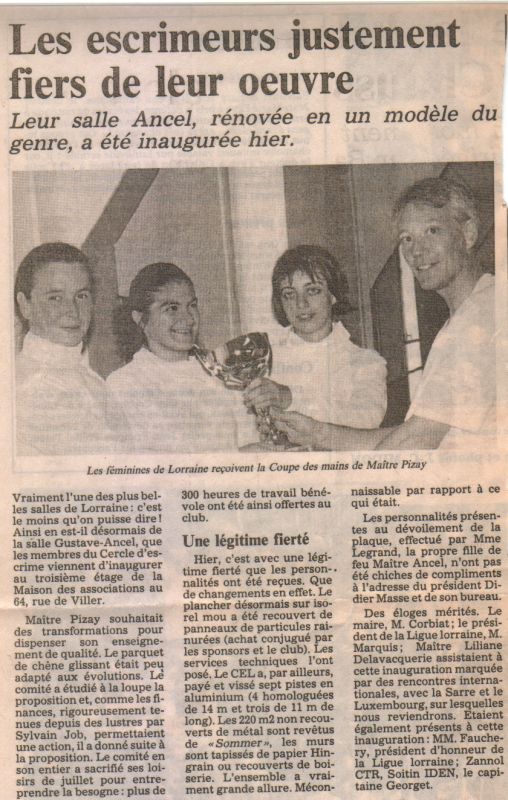 Les escrimeurs justement
fiers de leur oeuvre
Leur salle Ancel, rénovée en un modèle du
genre, a été inaugurée hier.
Les féminines de Lorraine reçoivent la Coupe des mains de Maître Pizay
Vraiment l'une des plus bel-
les salles de Lorraine : c'est
le moins qu'on puisse dire !
Ainsi en est-il désormais de
la salle Gustave-Ancel, que
les membres du Cercle d'es-
crime viennent d'inaugurer
au troisième étage de la
Maison des associations au
64, rue de Viller.
Maître Pizay souhaitait
des transformations pour
dispenser son enseigne-
ment de qualité. Le parquet
de chêne glissant était peu
adapté aux évolutions. Le
comité a étudié à la loupe la
proposition et, comme les fi-
nances, rigoureusement te-
nues depuis des lustres par
Sylvain Job, permettaient
une action, il a donné suite à
la proposition. Le comité en
son entier a sacrifié ses loi-
sirs de juillet pour entre-
prendre la besogne : plus de
300 heures de travail béné-
vole ont été ainsi offertes au
club.
Une légitime fierté
Hier, c'est avec une légi-
time fierté que les person-
nalités ont été reçues. Que
de changements en effet. Le
plancher désormais sur iso-
rel mou a été recouvert de
panneaux de particules rai-
nurées (achat conjugué par
les sponsors et le club). Les
services techniques l'ont
posé. Le CEL a, par ailleurs,
payé et vissé sept pistes en
aluminium (4 homologuées
de 14 m et trois de 11 m de
long). Les 220 m2 non recou-
verts de métal sont revêtus
de «Sommer», les murs
sont tapissés de papier Hin-
grain ou recouverts de boi-
serie. L'ensemble a vrai-
ment grande allure. Mécon-
naissable par rapport à ce
qui était.
Les personnalités présen-
tes au dévoilement de la
plaque, effectué par Mme
Legrand, la propre fille de
feu Maître Ancel, n'ont pas
été chiches de compliments
à l'adresse du président Di-
dier Masse et de son bureau.
Des éloges mérités. Le
maire, M. Corbiat ; le prési-
dent de la Ligue lorraine, M.
Marquis ; Maître Liliane
Delavacquerie assistaient à
cette inauguration marquée
par des rencontres interna-
tionales, avec la Sarre et le
Luxembourg, sur lesquelles
nous reviendrons. Etaient
également présents à cette
inauguration : MM. Fauche-
ry, président d'honneur de
la Ligue lorraine ; Zannol
CTR, Soitin IDEN, le capi-
taine Georget.